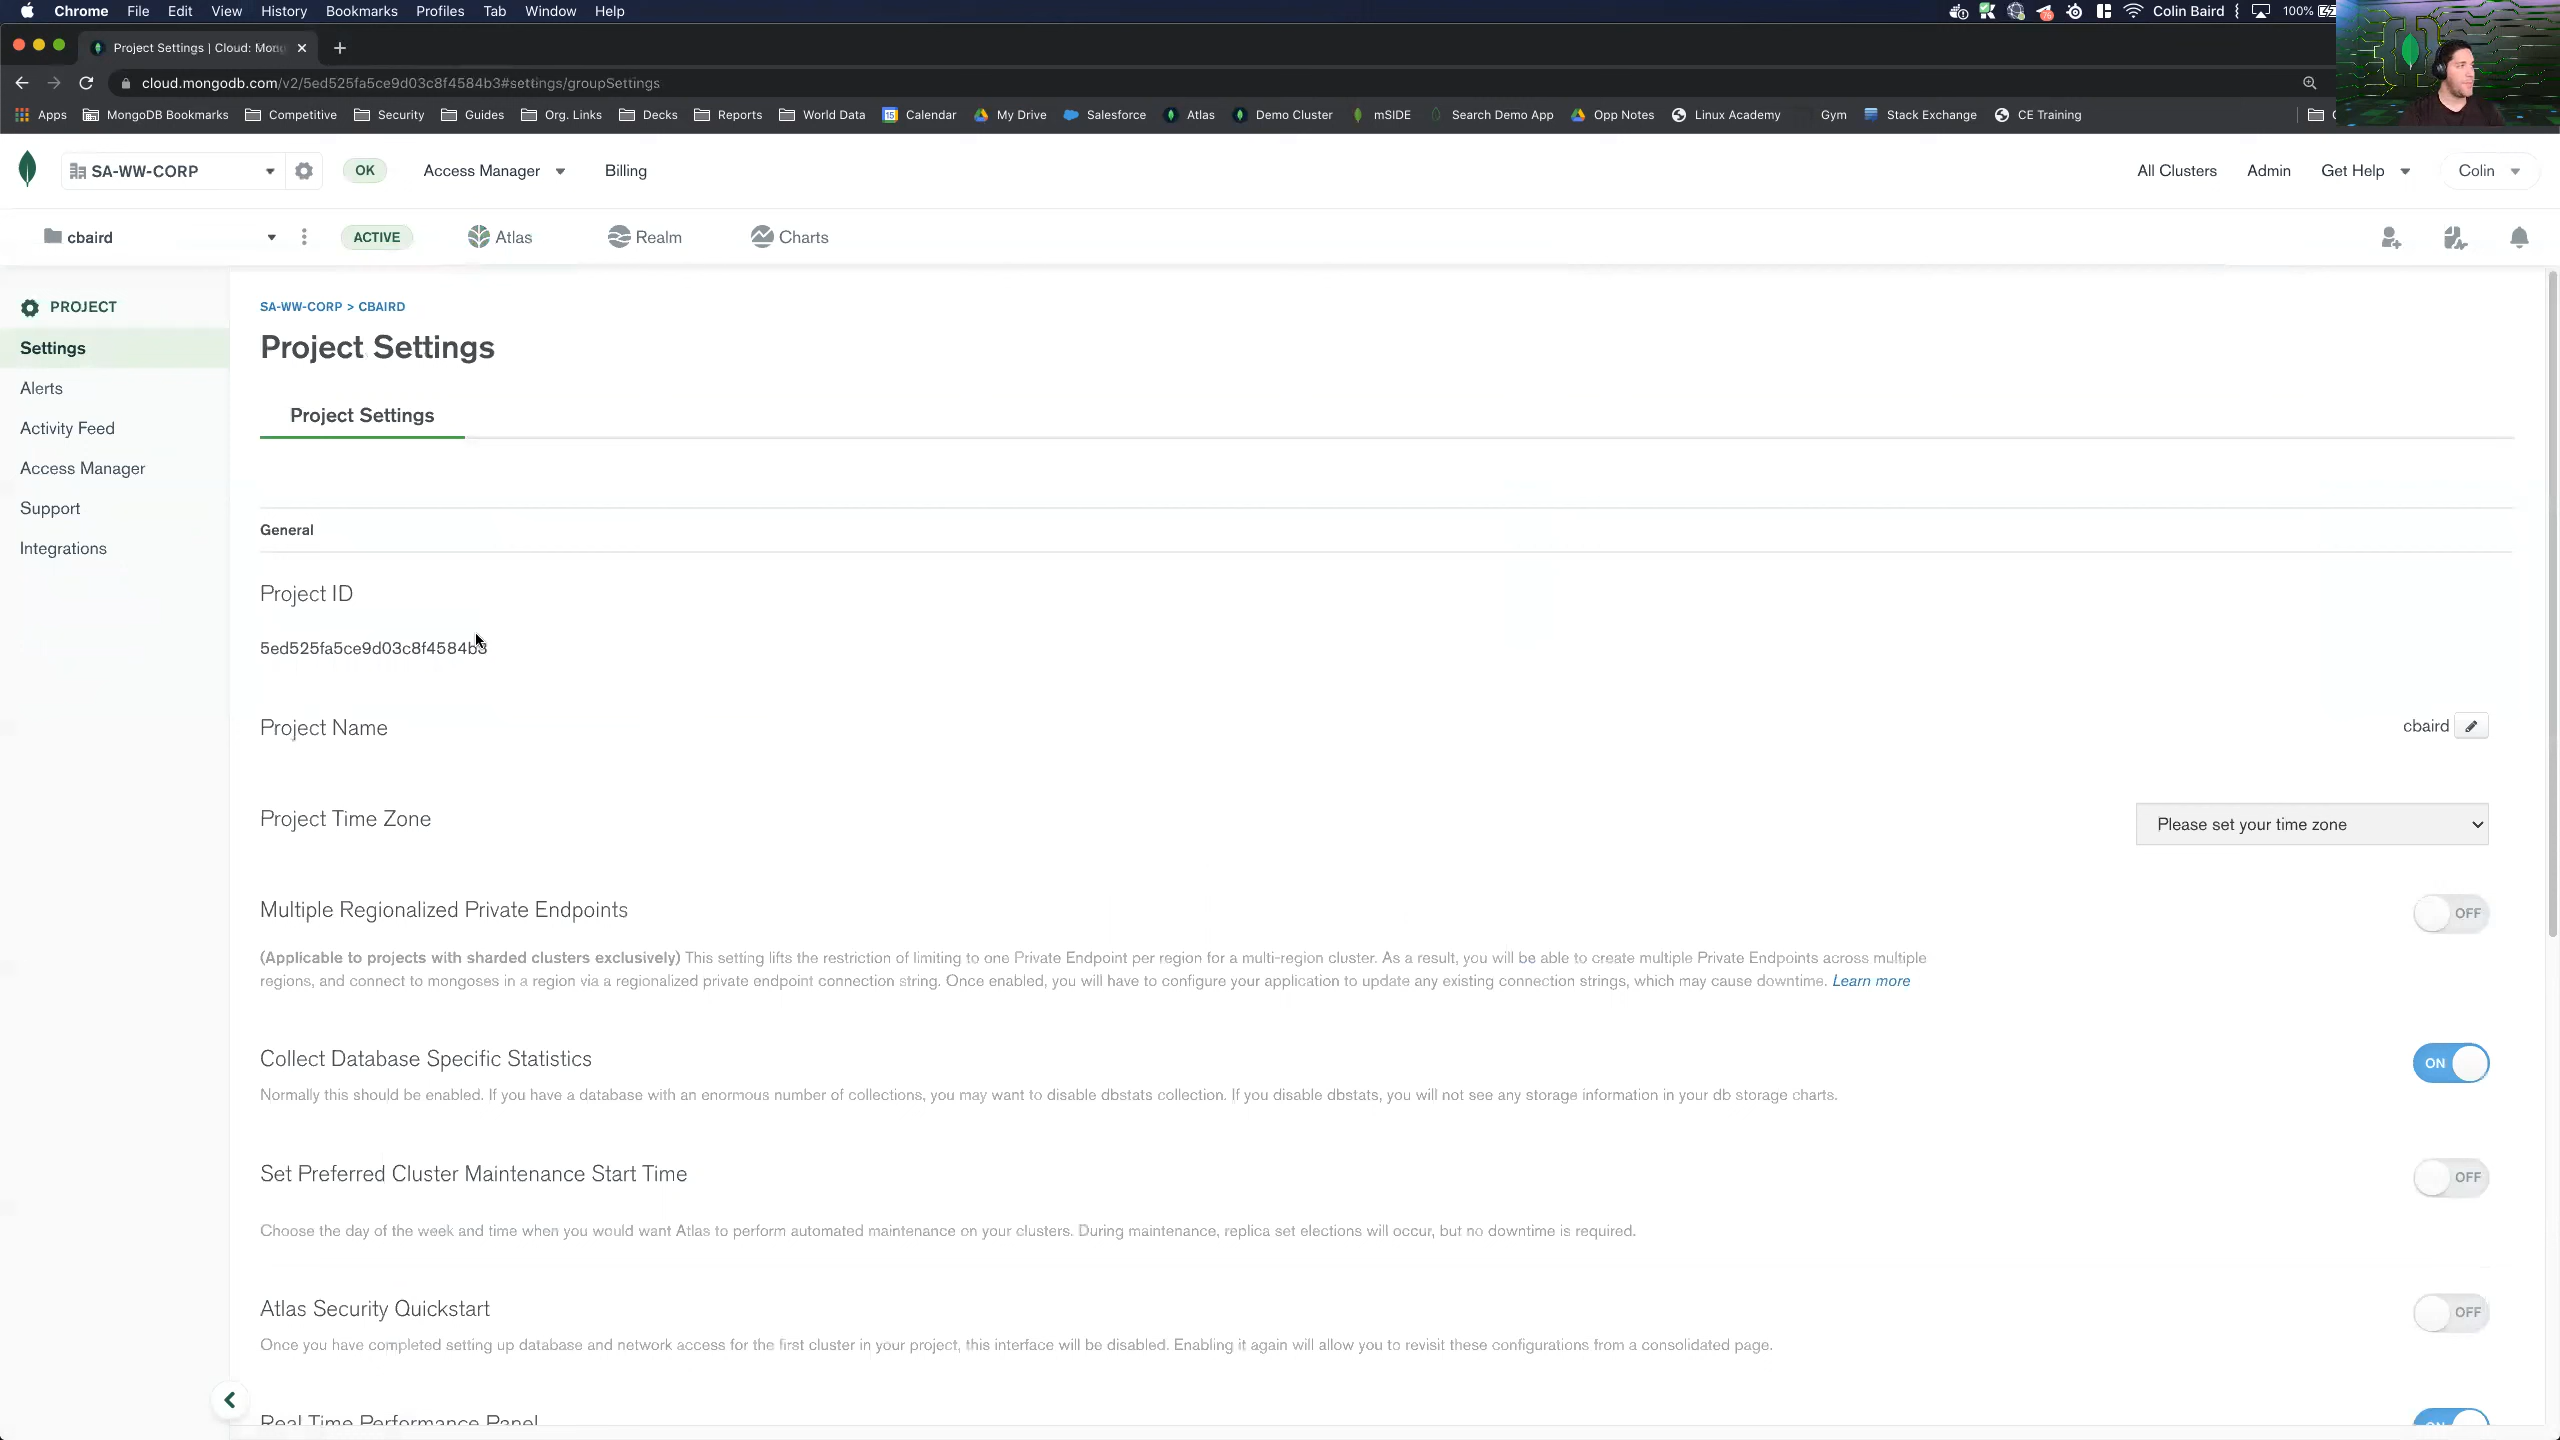 Chrome File Edit View History Bookmarks Profiles Tab Window Help Colin Baird 100%
Project Settings | Cloud: Mon
cloud.mongodb.com/v2/5ed525fa5ce9d03c8f4584b3#settings/groupSettings
Apps MongoDB Bookmarks Competitive Security Guides Org. Links Decks Reports World Data Calendar My Drive Salesforce Atlas Demo Cluster mSIDE Search Demo App Opp Notes Linux Academy Gym Stack Exchange CE Training
SA-WW-CORP OK Access Manager Billing All Clusters Admin Get Help Colin
cbaird ACTIVE Atlas Realm Charts
PROJECT
Settings
Alerts
Activity Feed
Access Manager
Support
Integrations
SA-WW-CORP > CBAIRD
Project Settings
Project Settings
General
Project ID
5ed525fa5ce9d03c8f4584b3
Project Name cbaird
Project Time Zone Please set your time zone
Multiple Regionalized Private Endpoints OFF
(Applicable to projects with sharded clusters exclusively) This setting lifts the restriction of limiting to one Private Endpoint per region for a multi-region cluster. As a result, you will be able to create multiple Private Endpoints across multiple
regions, and connect to mongoses in a region via a regionalized private endpoint connection string. Once enabled, you will have to configure your application to update any existing connection strings, which may cause downtime. Learn more
Collect Database Specific Statistics ON
Normally this should be enabled. If you have a database with an enormous number of collections, you may want to disable dbstats collection. If you disable dbstats, you will not see any storage information in your db storage charts.
Set Preferred Cluster Maintenance Start Time OFF
Choose the day of the week and time when you would want Atlas to perform automated maintenance on your clusters. During maintenance, replica set elections will occur, but no downtime is required.
Atlas Security Quickstart OFF
Once you have completed setting up database and network access for the first cluster in your project, this interface will be disabled. Enabling it again will allow you to revisit these configurations from a consolidated page.
Real Time Performance Panel ON